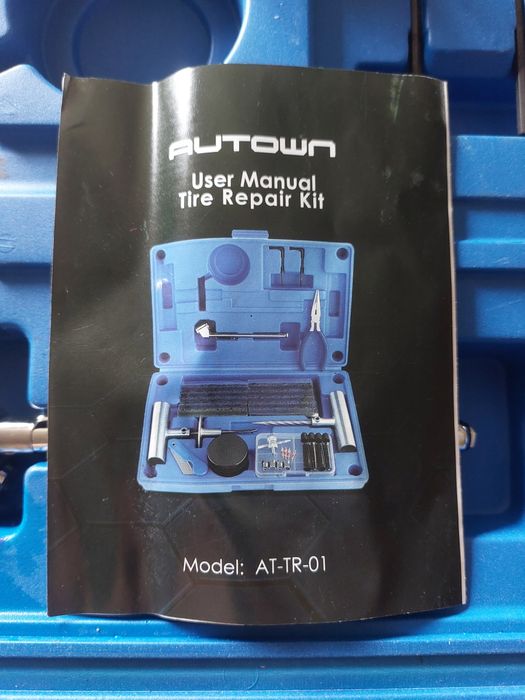 AUTOWN
User Manual
Tire Repair Kit
Model: AT-TR-01